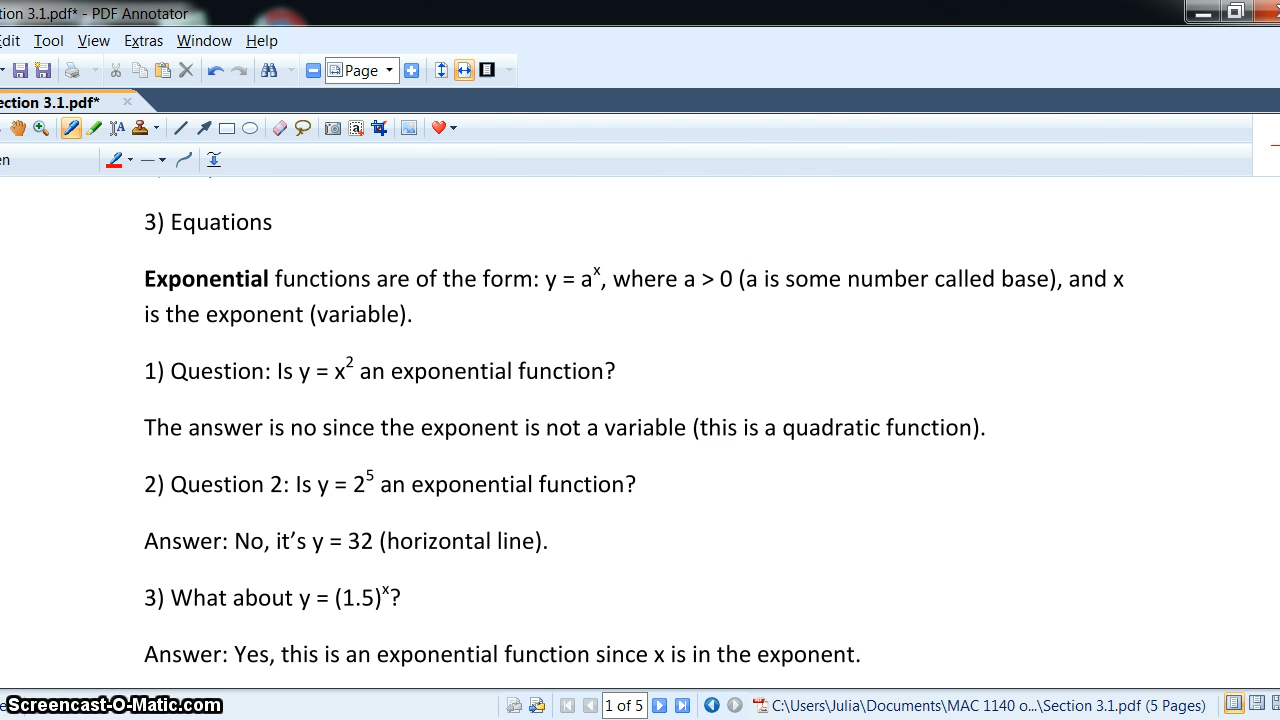 tion 3.1.pdf* - PDF Annotator
Edit Tool View Extras Window Help
Page
ection 3.1.pdf*
en
3) Equations
Exponential functions are of the form: y = aˣ, where a > 0 (a is some number called base), and x
is the exponent (variable).
1) Question: Is y = x² an exponential function?
The answer is no since the exponent is not a variable (this is a quadratic function).
2) Question 2: Is y = 2⁵ an exponential function?
Answer: No, it’s y = 32 (horizontal line).
3) What about y = (1.5)ˣ?
Answer: Yes, this is an exponential function since x is in the exponent.
Screencast-O-Matic.com
1 of 5
C:\Users\Julia\Documents\MAC 1140 o...\Section 3.1.pdf (5 Pages)